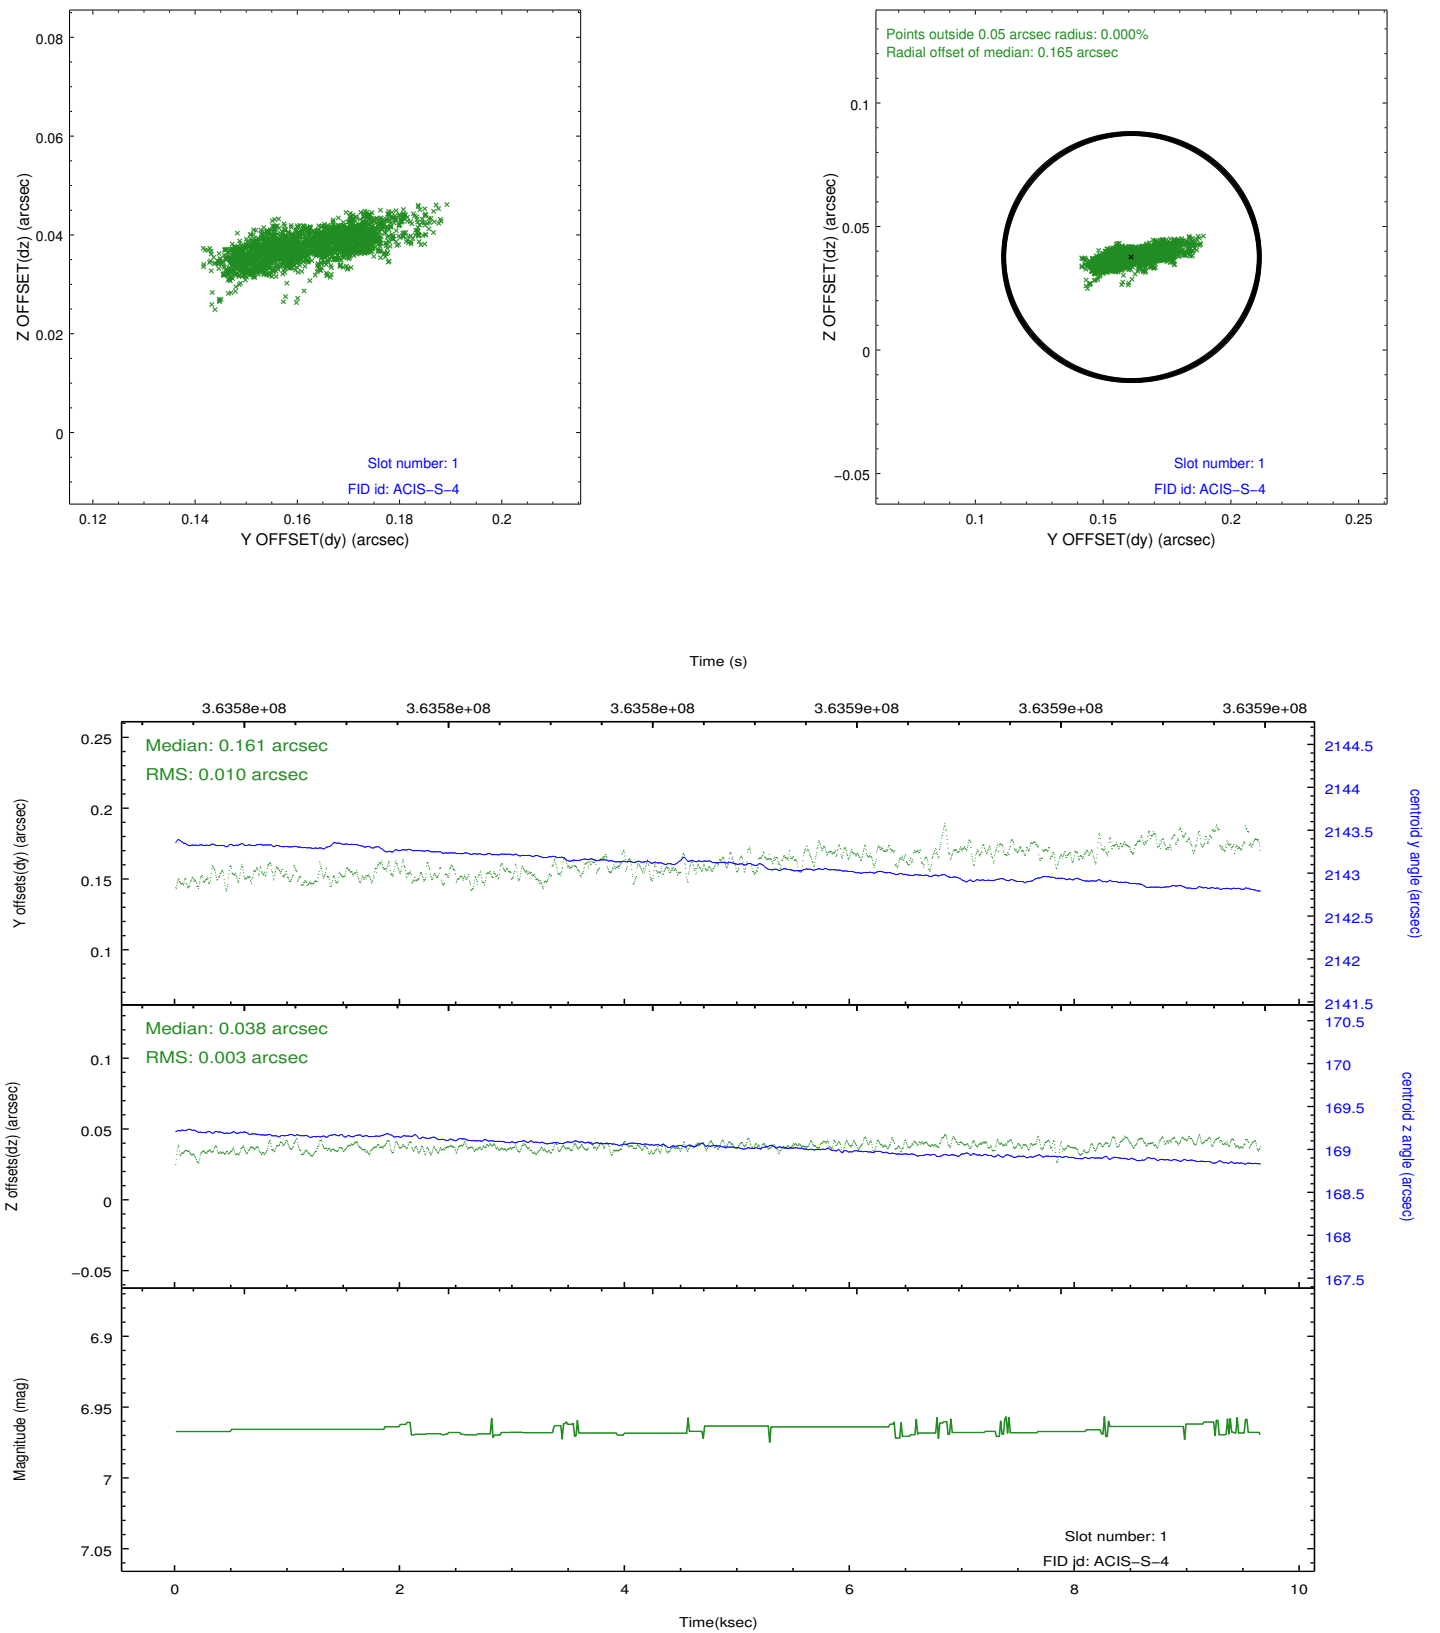 0.08
0.06
0.04
0.02
0
Z OFFSET(dz) (arcsec)
Slot number: 1
FID id: ACIS−S−4
0.12 0.14 0.16 0.18 0.2
Y OFFSET(dy) (arcsec)
Points outside 0.05 arcsec radius: 0.000%
Radial offset of median: 0.165 arcsec
0.1
0.05
0
−0.05
Z OFFSET(dz) (arcsec)
Slot number: 1
FID id: ACIS−S−4
0.1 0.15 0.2 0.25
Y OFFSET(dy) (arcsec)
Time (s)
3.6358e+08 3.6358e+08 3.6358e+08 3.6359e+08 3.6359e+08 3.6359e+08
Median: 0.161 arcsec
RMS: 0.010 arcsec
0.25
0.2
0.15
0.1
Y offsets(dy) (arcsec)
2144.5
2144
2143.5
2143
2142.5
2142
2141.5
centroid y angle (arcsec)
Median: 0.038 arcsec
RMS: 0.003 arcsec
0.1
0.05
0
−0.05
Z offsets(dz) (arcsec)
170.5
170
169.5
169
168.5
168
167.5
centroid z angle (arcsec)
6.9
6.95
7
7.05
Magnitude (mag)
Slot number: 1
FID id: ACIS−S−4
0 2 4 6 8 10
Time(ksec)